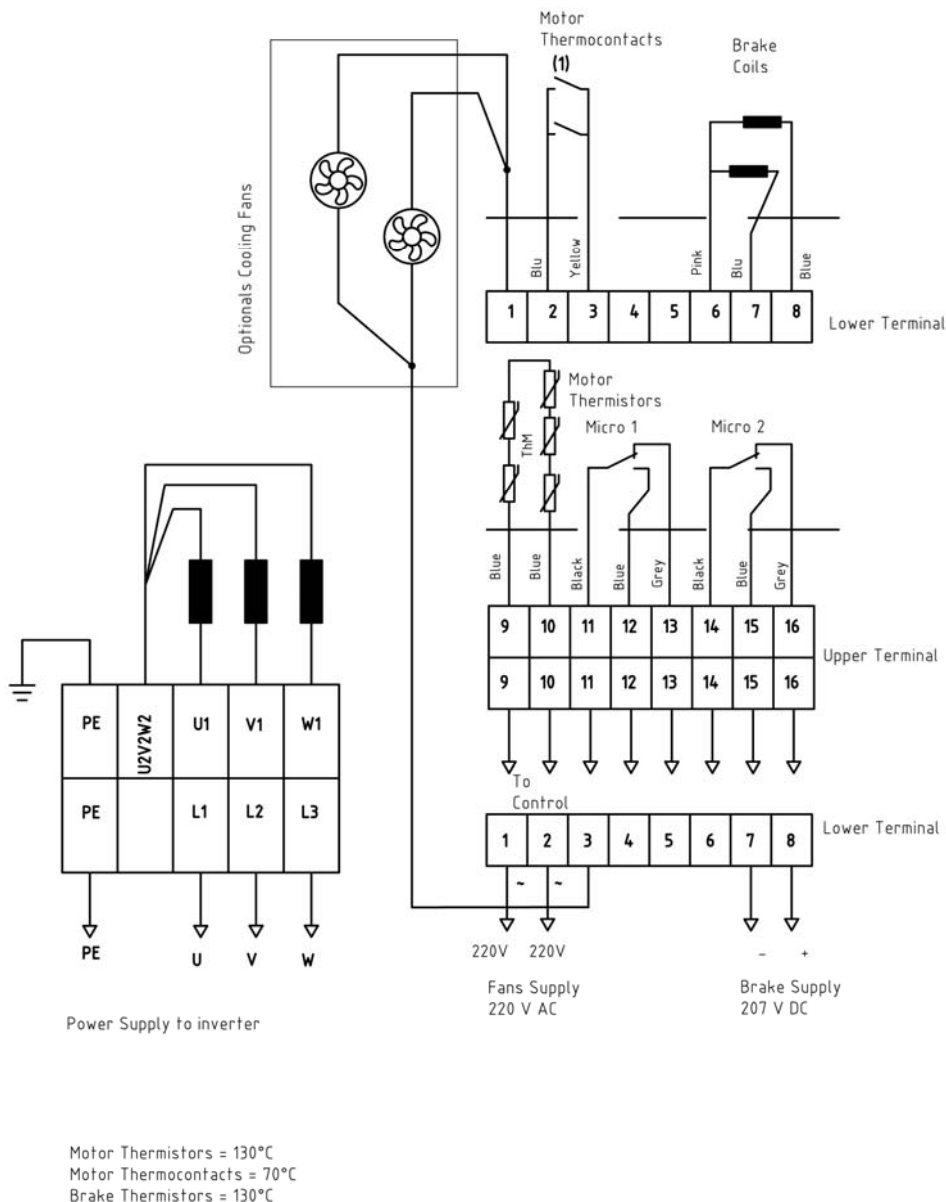 Motor
Thermocontacts
(1)
Brake
Coils
Optionals Cooling Fans
Blu
Yellow
Pink
Blu
Blue
1 2 3 4 5 6 7 8
Lower Terminal
Motor
Thermistors
ThM
Micro 1
Micro 2
Blue
Blue
Black
Blue
Grey
Black
Blue
Grey
9 10 11 12 13 14 15 16
Upper Terminal
9 10 11 12 13 14 15 16
To
Control
1 2 3 4 5 6 7 8
Lower Terminal
~ ~
220V 220V
- +
Fans Supply
220 V AC
Brake Supply
207 V DC
PE U2V2W2 U1 V1 W1
PE L1 L2 L3
PE U V W
Power Supply to inverter
Motor Thermistors = 130°C
Motor Thermocontacts = 70°C
Brake Thermistors = 130°C